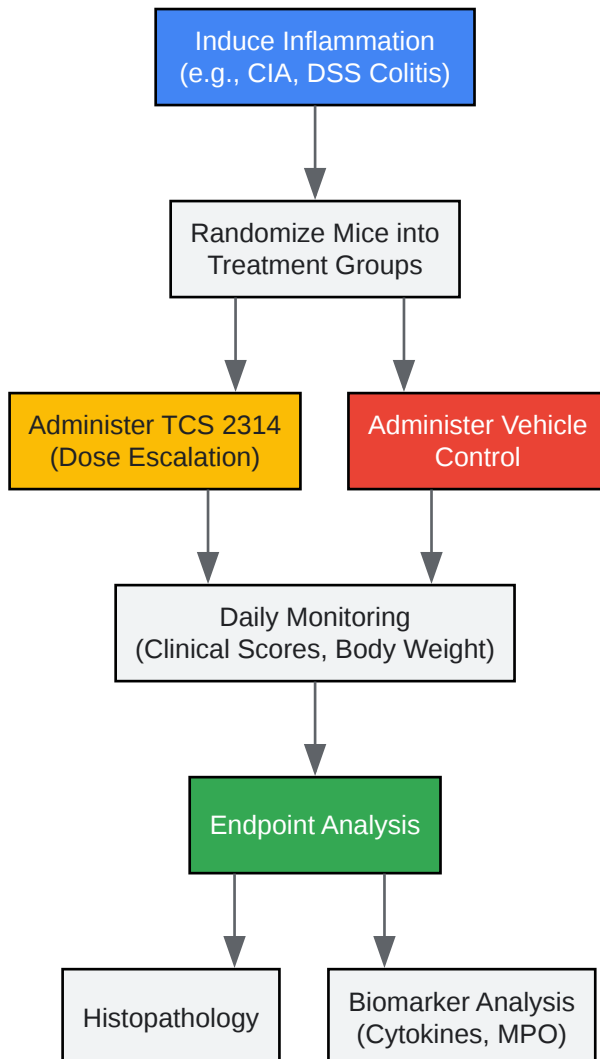 Induce Inflammation
(e.g., CIA, DSS Colitis)
Randomize Mice into
Treatment Groups
Administer TCS 2314
(Dose Escalation)
Administer Vehicle
Control
Daily Monitoring
(Clinical Scores, Body Weight)
Endpoint Analysis
Histopathology
Biomarker Analysis
(Cytokines, MPO)